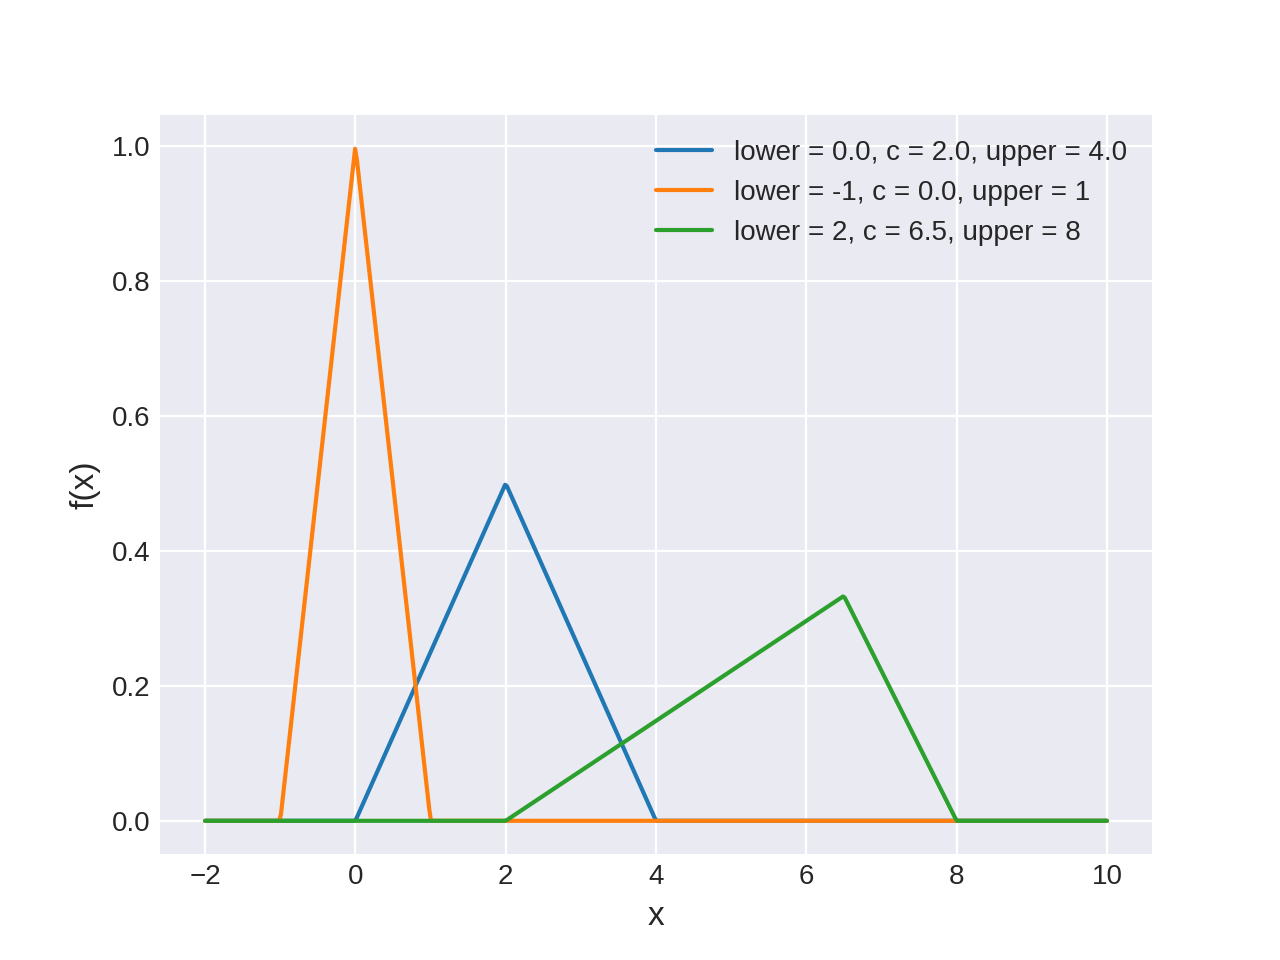 1.0
0.8
0.6
0.4
0.2
0.0
f(x)
lower = 0.0, c = 2.0, upper = 4.0
lower = -1, c = 0.0, upper = 1
lower = 2, c = 6.5, upper = 8
−2 0 2 4 6 8 10
x